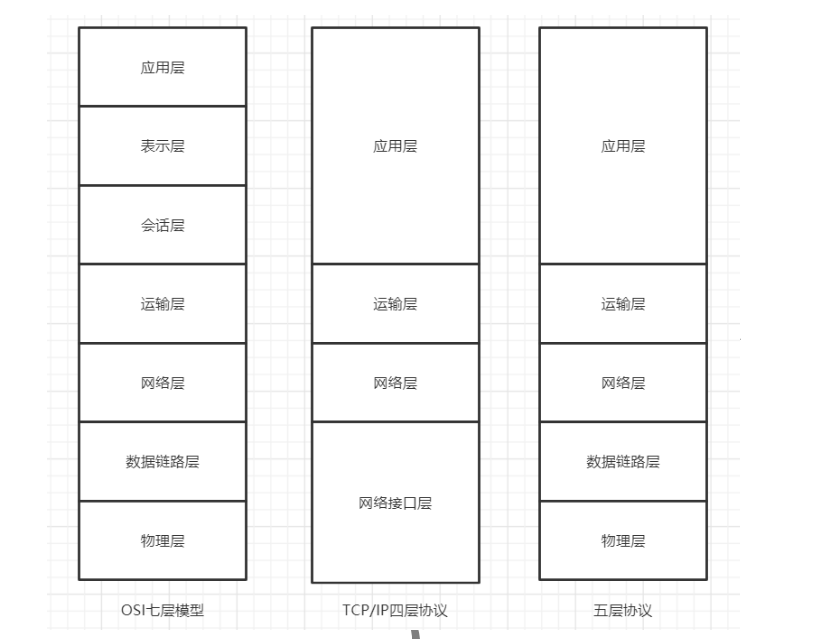 应用层
表示层
会话层
运输层
网络层
数据链路层
物理层
OSI七层模型
应用层
运输层
网络层
网络接口层
TCP/IP四层协议
应用层
运输层
网络层
数据链路层
物理层
五层协议